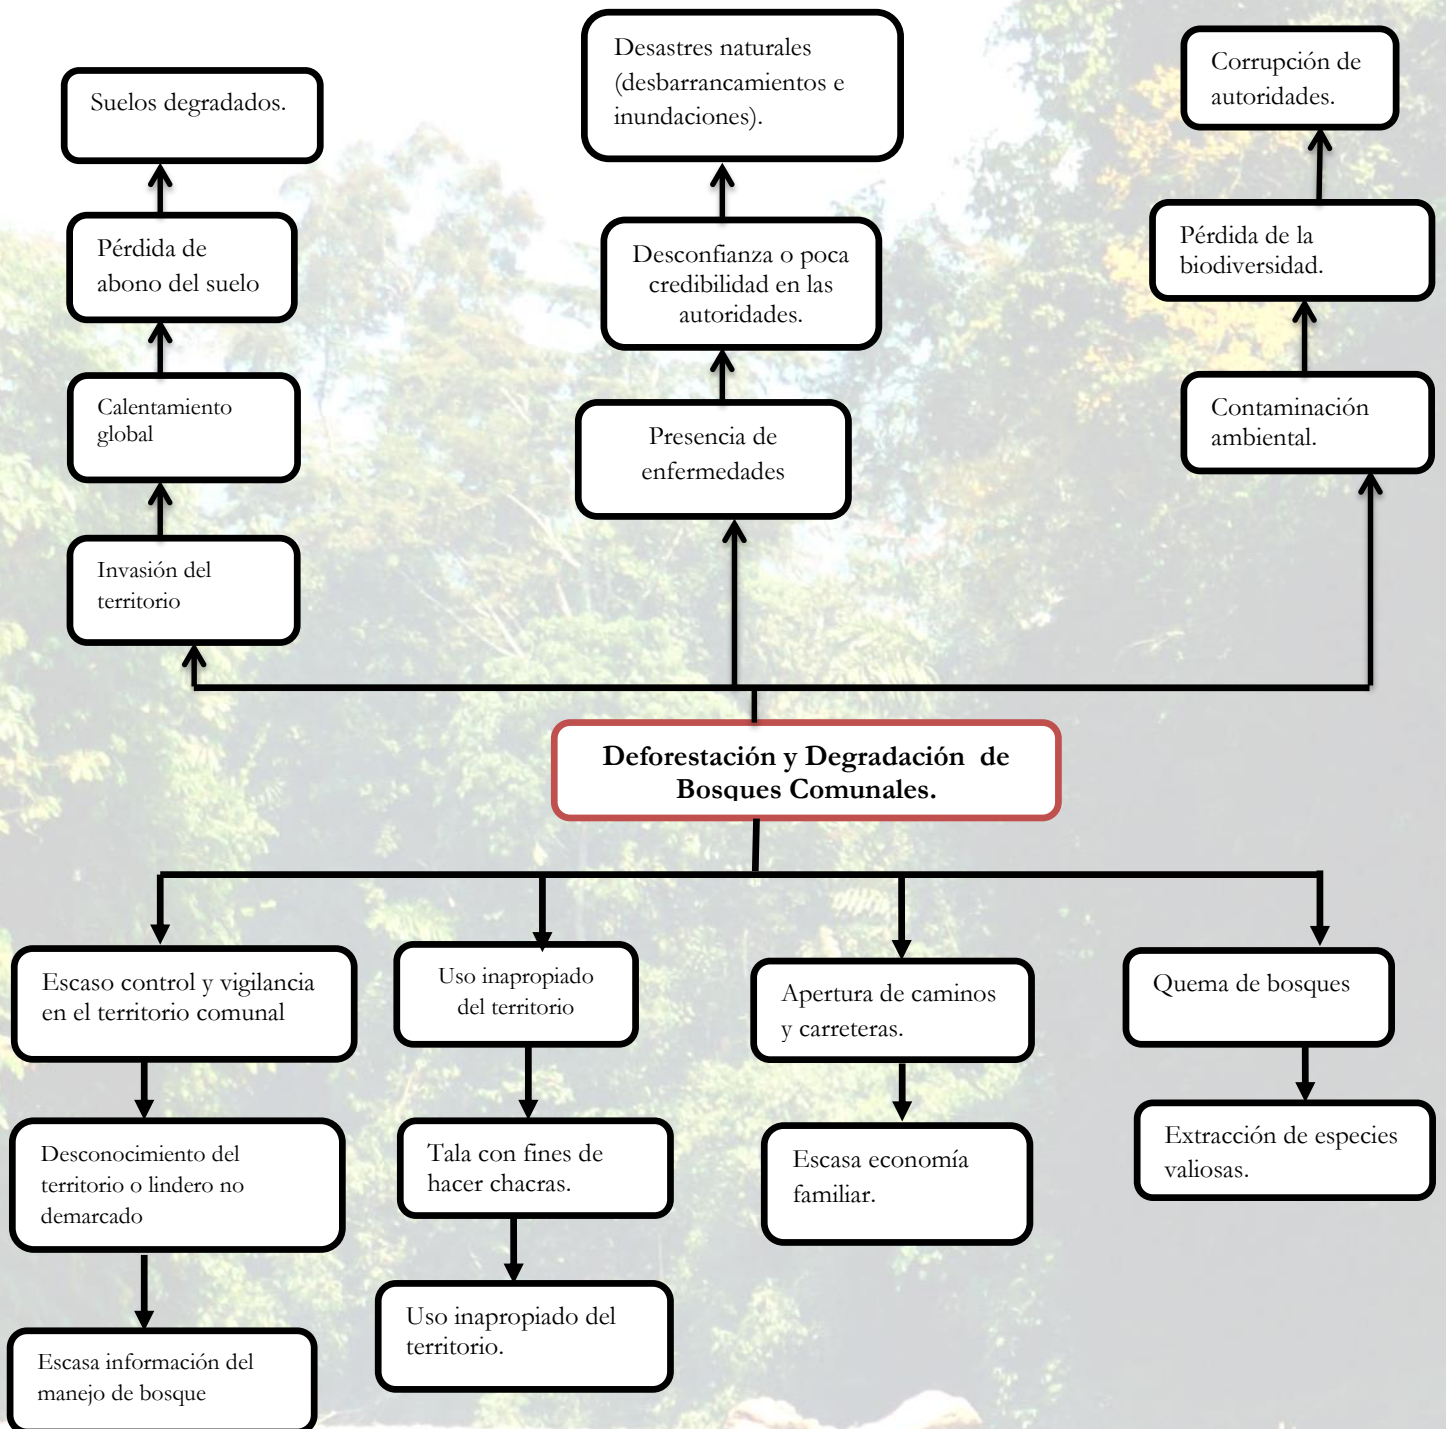 Desastres naturales
(desbarrancamientos e
inundaciones).
Corrupción de
autoridades.
Suelos degradados.
Pérdida de
abono del suelo
Desconfianza o poca
credibilidad en las
autoridades.
Pérdida de la
biodiversidad.
Calentamiento
global
Presencia de
enfermedades
Contaminación
ambiental.
Invasión del
territorio
Deforestación y Degradación  de
Bosques Comunales.
Escaso control y vigilancia
en el territorio comunal
Uso inapropiado
del territorio
Apertura de caminos
y carreteras.
Quema de bosques
Desconocimiento del
territorio o lindero no
demarcado
Tala con fines de
hacer chacras.
Escasa economía
familiar.
Extracción de especies
valiosas.
Escasa información del
manejo de bosque
Uso inapropiado del
territorio.